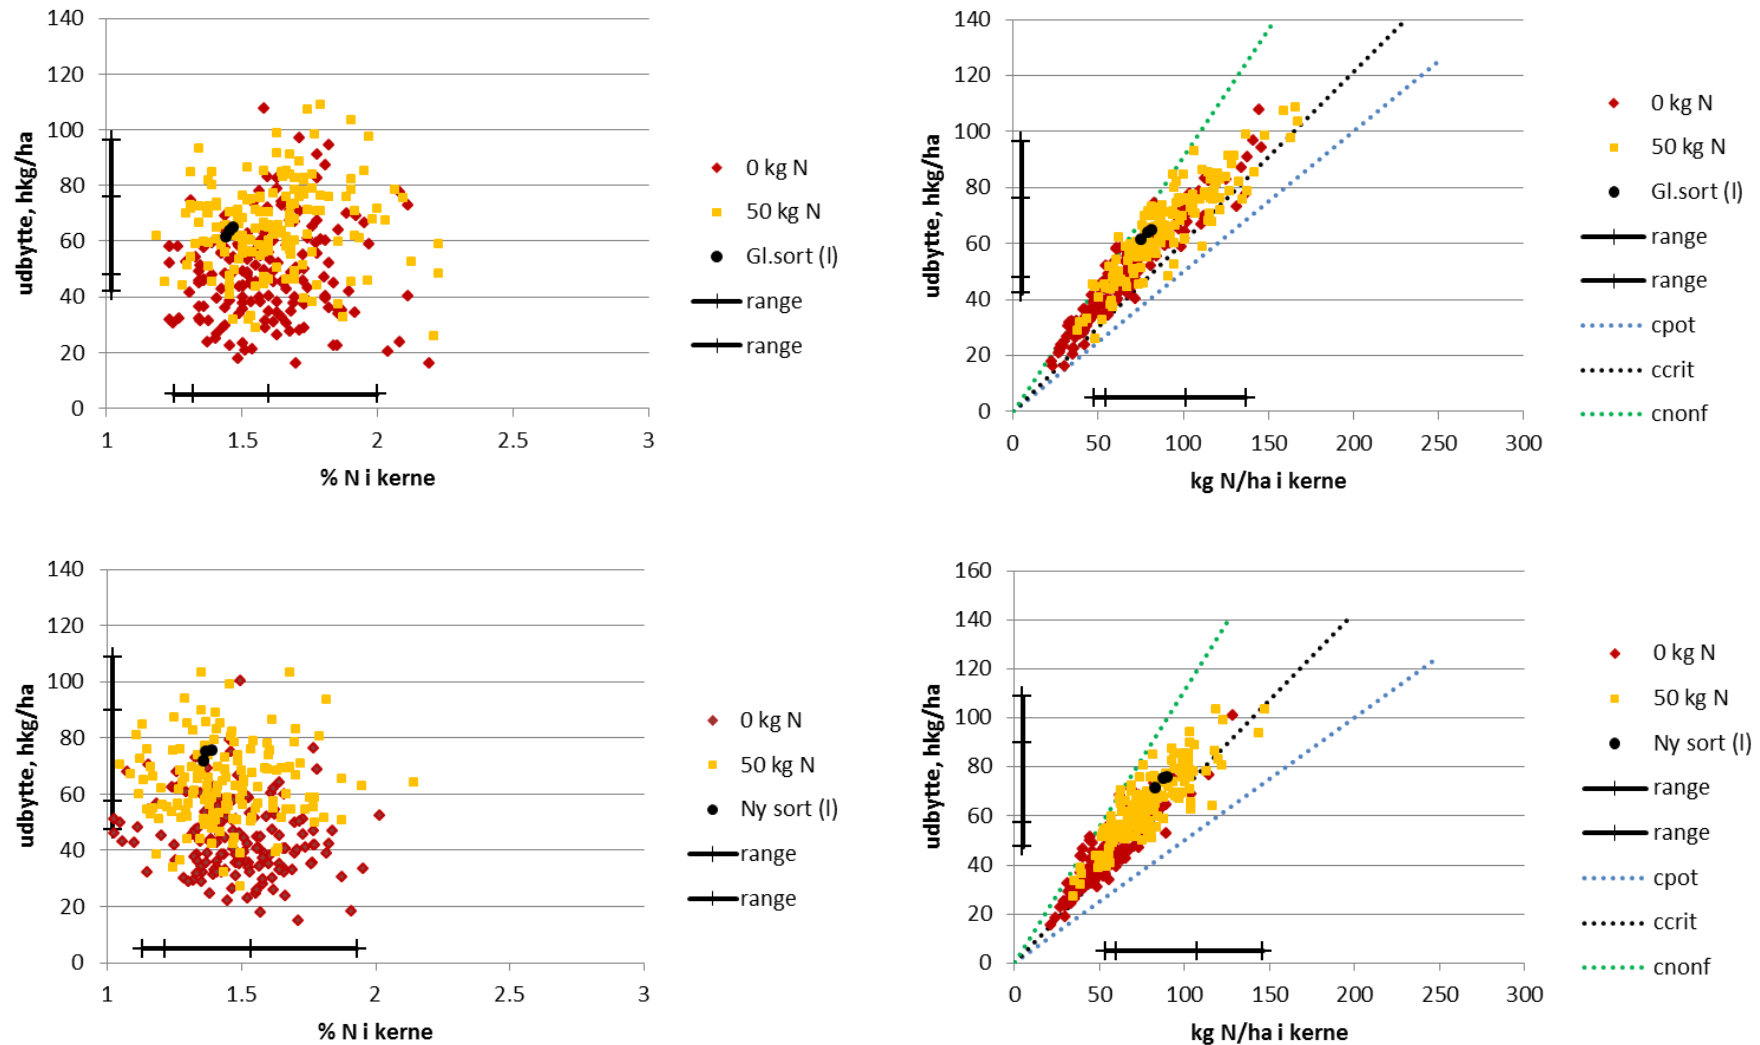 140
120
100
80
60
40
20
0
udbytte, hkg/ha
1
1.5
2
2.5
3
% N i kerne
0 kg N
50 kg N
Gl.sort (I)
range
range
140
120
100
80
60
40
20
0
udbytte, hkg/ha
0
50
100
150
200
250
300
kg N/ha i kerne
0 kg N
50 kg N
Gl.sort (I)
range
range
cpot
ccrit
cnonf
140
120
100
80
60
40
20
0
udbytte, hkg/ha
1
1.5
2
2.5
3
% N i kerne
0 kg N
50 kg N
Ny sort (I)
range
range
160
140
120
100
80
60
40
20
0
udbytte, hkg/ha
0
50
100
150
200
250
300
kg N/ha i kerne
0 kg N
50 kg N
Ny sort (I)
range
range
cpot
ccrit
cnonf